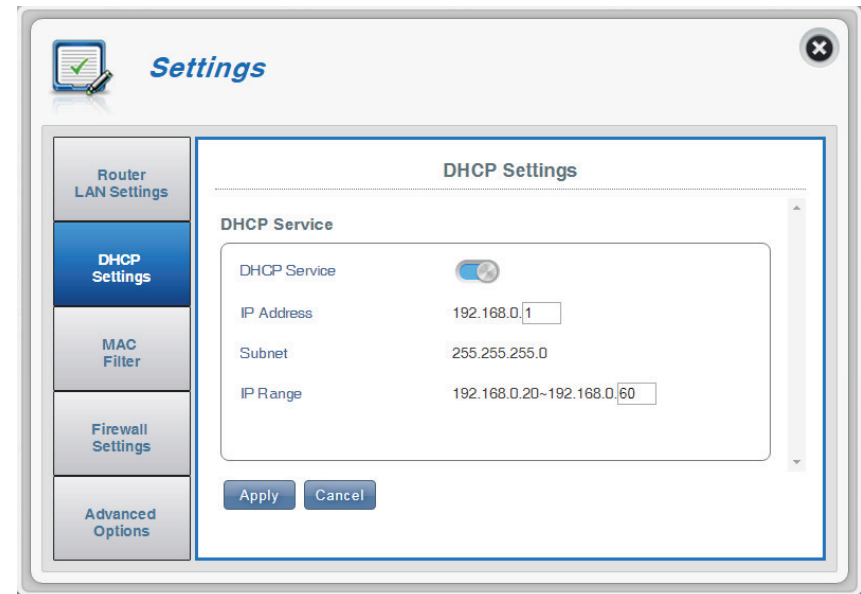 Settings
Router
LAN Settings
DHCP
Settings
MAC
Filter
Firewall
Settings
Advanced
Options
DHCP Settings
DHCP Service
DHCP Service
IP Address 192.168.0.1
Subnet 255.255.255.0
IP Range 192.168.0.20~192.168.0.60
Apply Cancel